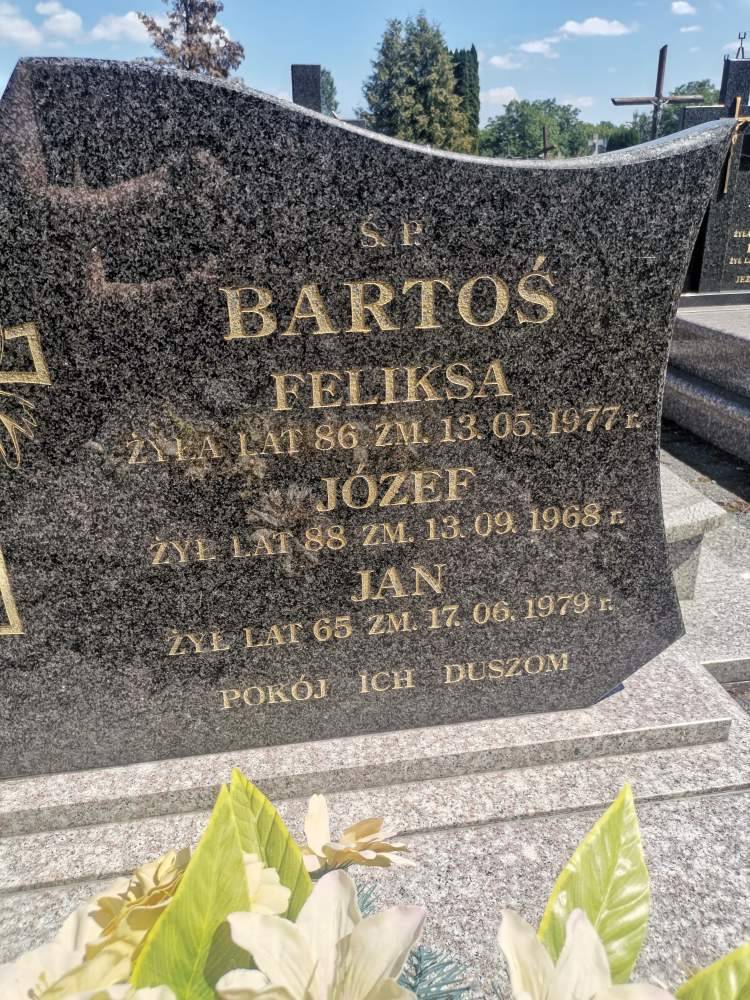 Ś. P
BARTOŚ
FELIKSA
ŻYŁA LAT 86 ZM. 13. 05. 1977 r.
JÓZEF
ŻYŁ LAT 88 ZM. 13. 09. 1968 r.
JAN
ŻYŁ LAT 65 ZM. 17. 06. 1979 r.
POKÓJ ICH DUSZOM